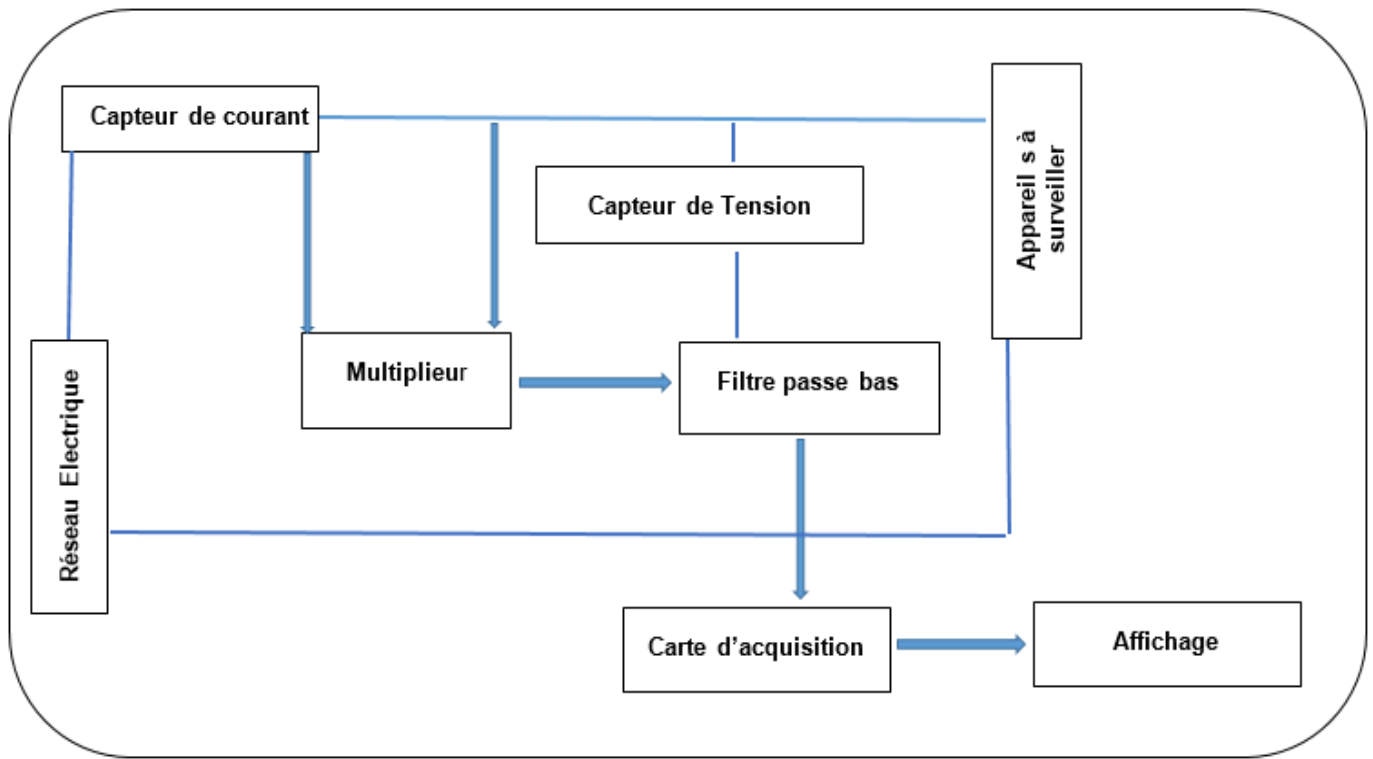 Capteur de courant
Appareil s à
surveiller
Capteur de Tension
Multiplieur
Filtre passe bas
Réseau Electrique
Carte d’acquisition
Affichage